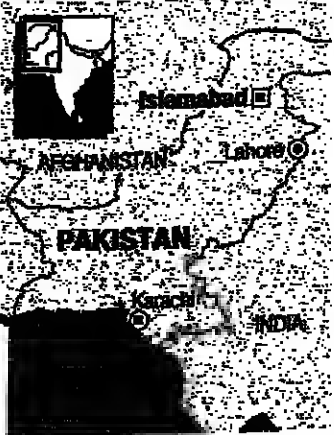 Islamabad
AFGHANISTAN
Lahore
PAKISTAN
Karachi
INDIA